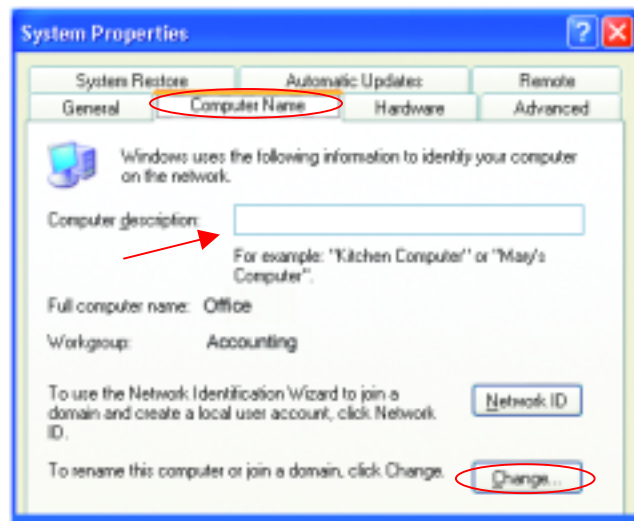 System Properties
System Restore Automatic Updates Remote
General Computer Name Hardware Advanced
Windows uses the following information to identify your computer
on the network.
Computer description:
For example: "Kitchen Computer" or "Mary's
Computer".
Full computer name: Office
Workgroup: Accounting
To use the Network Identification Wizard to join a
domain and create a local user account, click Network
ID.
Network ID
To rename this computer or join a domain, click Change.
Change...